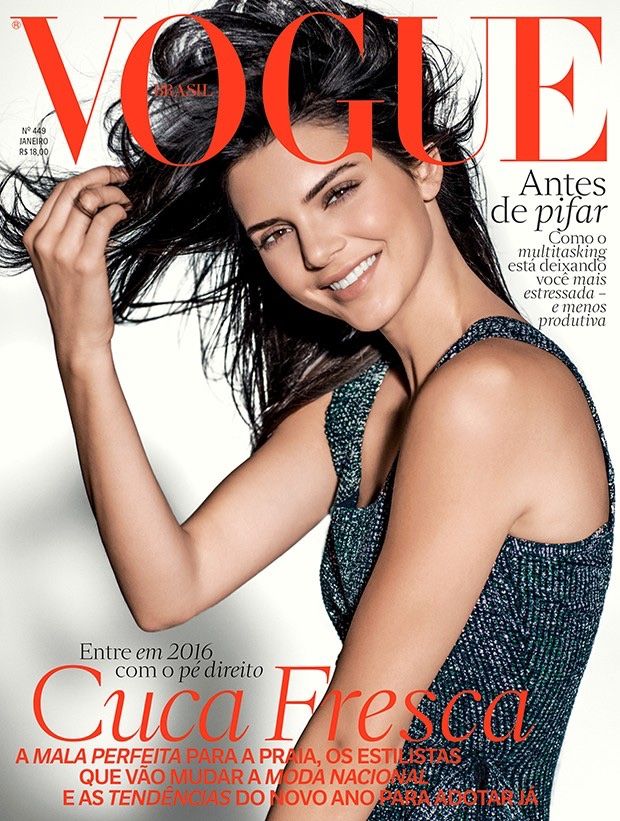 ®
VOGUE
BRASIL
Nº 449
JANEIRO
R$ 18,00
Antes
de pifar
Como o
multitasking
está deixando
você mais
estressada –
e menos
produtiva
Entre em 2016
com o pé direito
Cuca Fresca
A MALA PERFEITA PARA A PRAIA, OS ESTILISTAS
QUE VÃO MUDAR A MODA NACIONAL
E AS TENDÊNCIAS DO NOVO ANO PARA ADOTAR JÁ